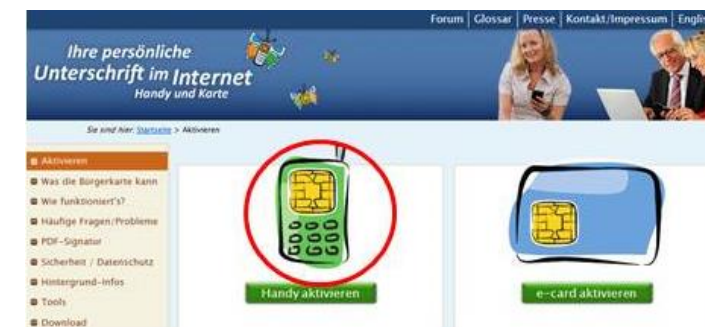 Forum | Glossar | Presse | Kontakt/Impressum | Englis
Ihre persönliche
Unterschrift im Internet
Handy und Karte
Sie sind hier: Startseite > Aktivieren
Aktivieren
Was die Bürgerkarte kann
Wie funktioniert's?
Häufige Fragen/Probleme
PDF-Signatur
Sicherheit / Datenschutz
Hintergrund-Infos
Tools
Download
Handy aktivieren
e-card aktivieren